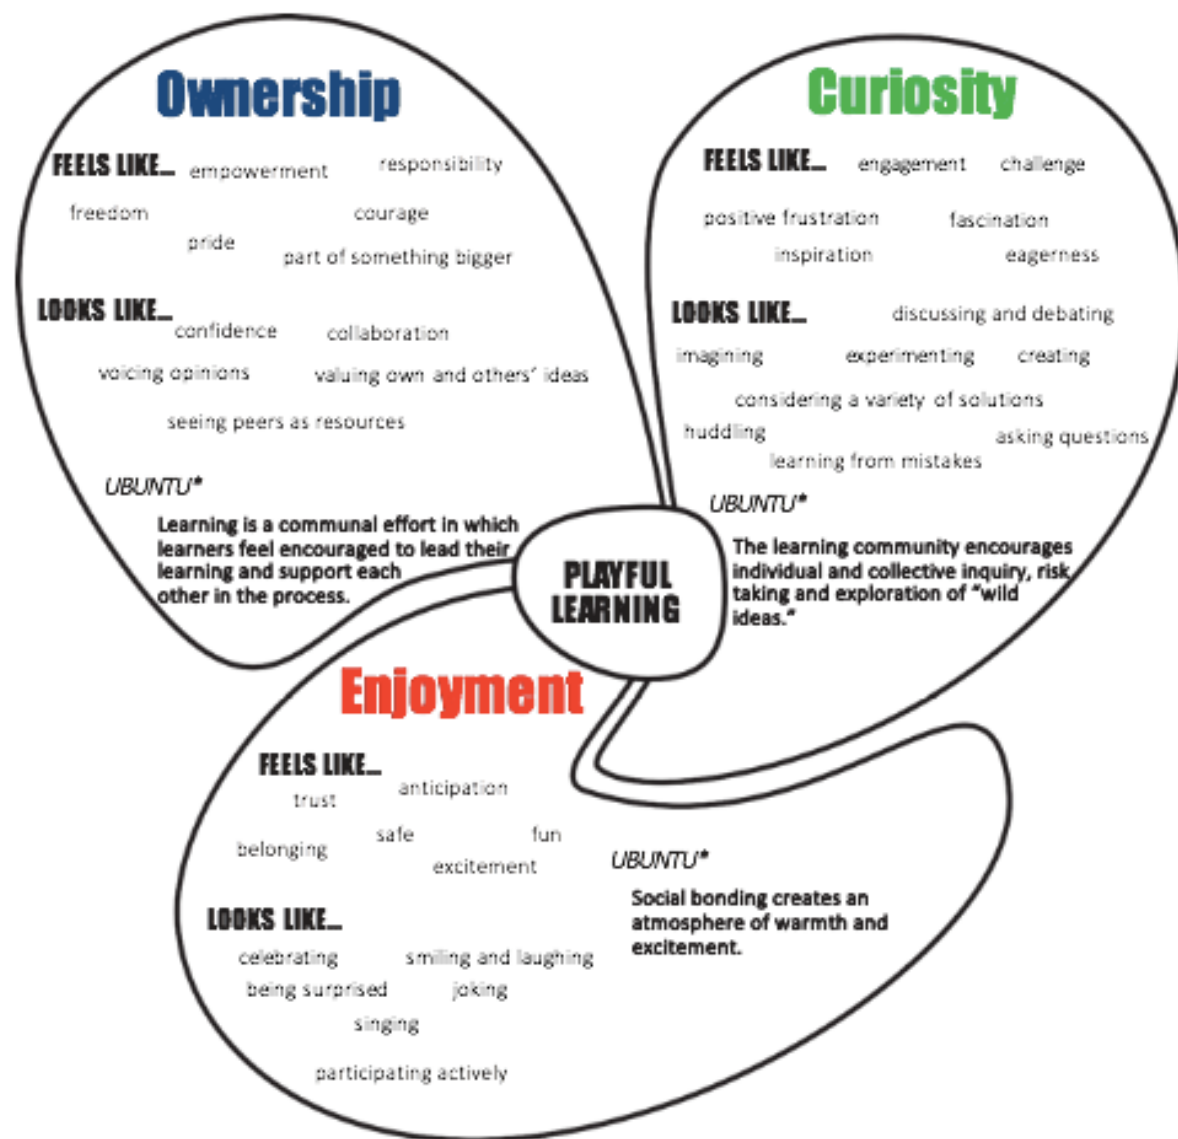 Ownership
FEELS LIKE... empowerment responsibility
freedom courage
pride part of something bigger
LOOKS LIKE...
confidence collaboration
voicing opinions valuing own and others' ideas
seeing peers as resources
UBUNTU*
Learning is a communal effort in which
learners feel encouraged to lead their
learning and support each
other in the process.
Curiosity
FEELS LIKE... engagement challenge
positive frustration fascination
inspiration eagerness
LOOKS LIKE... discussing and debating
imagining experimenting creating
considering a variety of solutions
huddling asking questions
learning from mistakes
UBUNTU*
The learning community encourages
individual and collective inquiry, risk
taking and exploration of “wild
ideas.”
PLAYFUL
LEARNING
Enjoyment
FEELS LIKE...
trust anticipation
belonging safe fun
excitement
LOOKS LIKE...
celebrating smiling and laughing
being surprised joking
singing
participating actively
UBUNTU*
Social bonding creates an
atmosphere of warmth and
excitement.